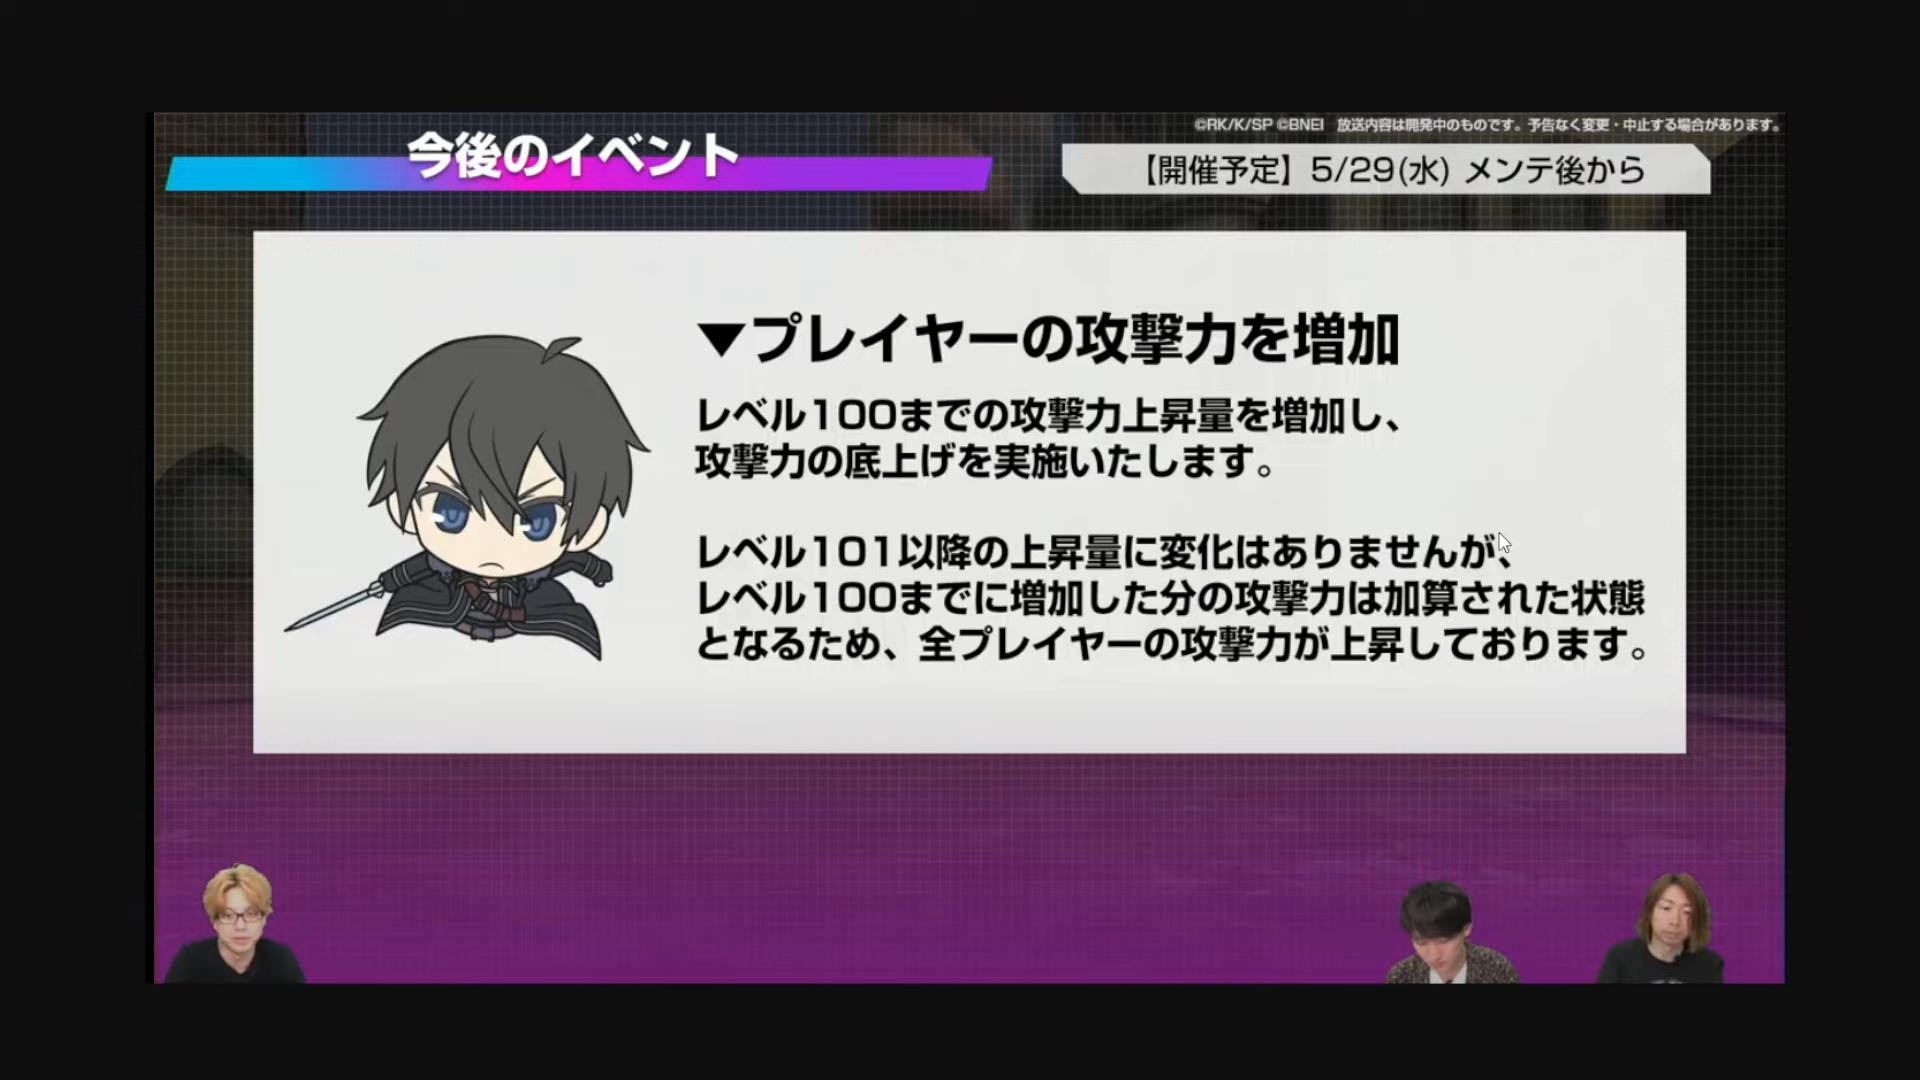 ©RK/K/SP ©BNEI 放送内容は開発中のものです。予告なく変更・中止する場合があります。
今後のイベント
【開催予定】5/29(水) メンテ後から
▼プレイヤーの攻撃力を増加
レベル100までの攻撃力上昇量を増加し、
攻撃力の底上げを実施いたします。
レベル101以降の上昇量に変化はありませんが、
レベル100までに増加した分の攻撃力は加算された状態
となるため、全プレイヤーの攻撃力が上昇しております。